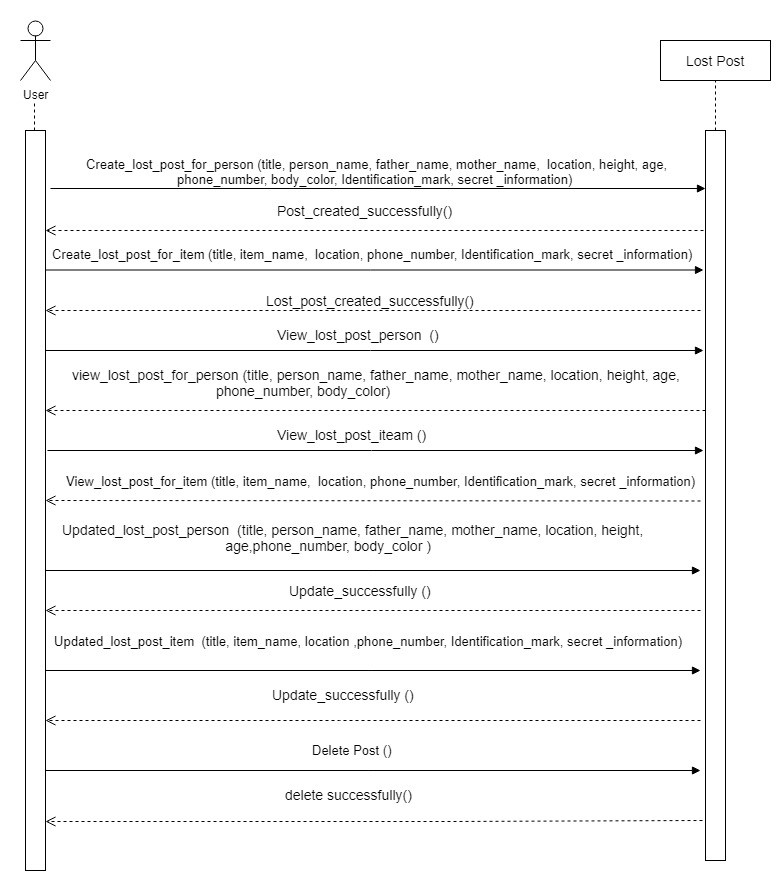 User
Lost Post
Create_lost_post_for_person (title, person_name, father_name, mother_name,  location, height, age,
phone_number, body_color, Identification_mark, secret _information)
Post_created_successfully()
Create_lost_post_for_item (title, item_name,  location, phone_number, Identification_mark, secret _information)
Lost_post_created_successfully()
View_lost_post_person  ()
view_lost_post_for_person (title, person_name, father_name, mother_name, location, height, age,
phone_number, body_color)
View_lost_post_iteam ()
View_lost_post_for_item (title, item_name,  location, phone_number, Identification_mark, secret _information)
Updated_lost_post_person  (title, person_name, father_name, mother_name, location, height,
age,phone_number, body_color )
Update_successfully ()
Updated_lost_post_item  (title, item_name, location ,phone_number, Identification_mark, secret _information)
Update_successfully ()
Delete Post ()
delete successfully()